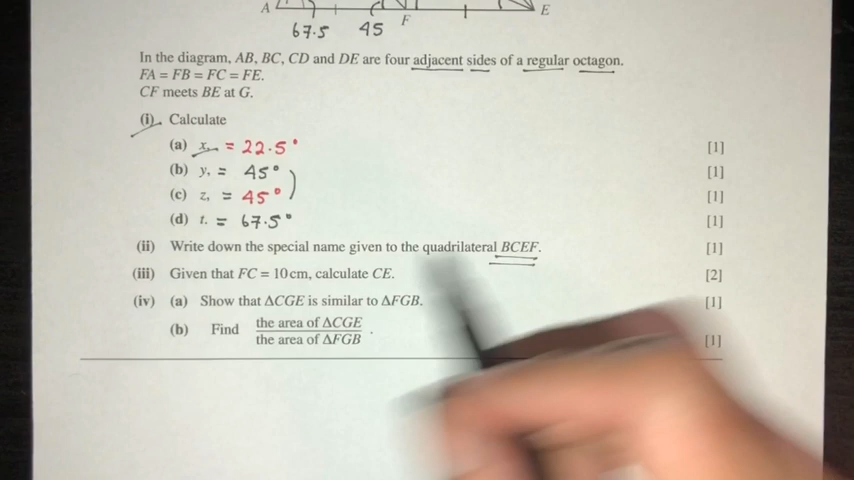 A F E
67.5 45
In the diagram, AB, BC, CD and DE are four adjacent sides of a regular octagon.
FA = FB = FC = FE.
CF meets BE at G.
(i) Calculate
(a) x, = 22.5° [1]
(b) y, = 45° [1]
(c) z, = 45° [1]
(d) t. = 67.5° [1]
(ii) Write down the special name given to the quadrilateral BCEF. [1]
(iii) Given that FC = 10 cm, calculate CE. [2]
(iv) (a) Show that ΔCGE is similar to ΔFGB. [1]
(b) Find the area of ΔCGE
the area of ΔFGB . [1]